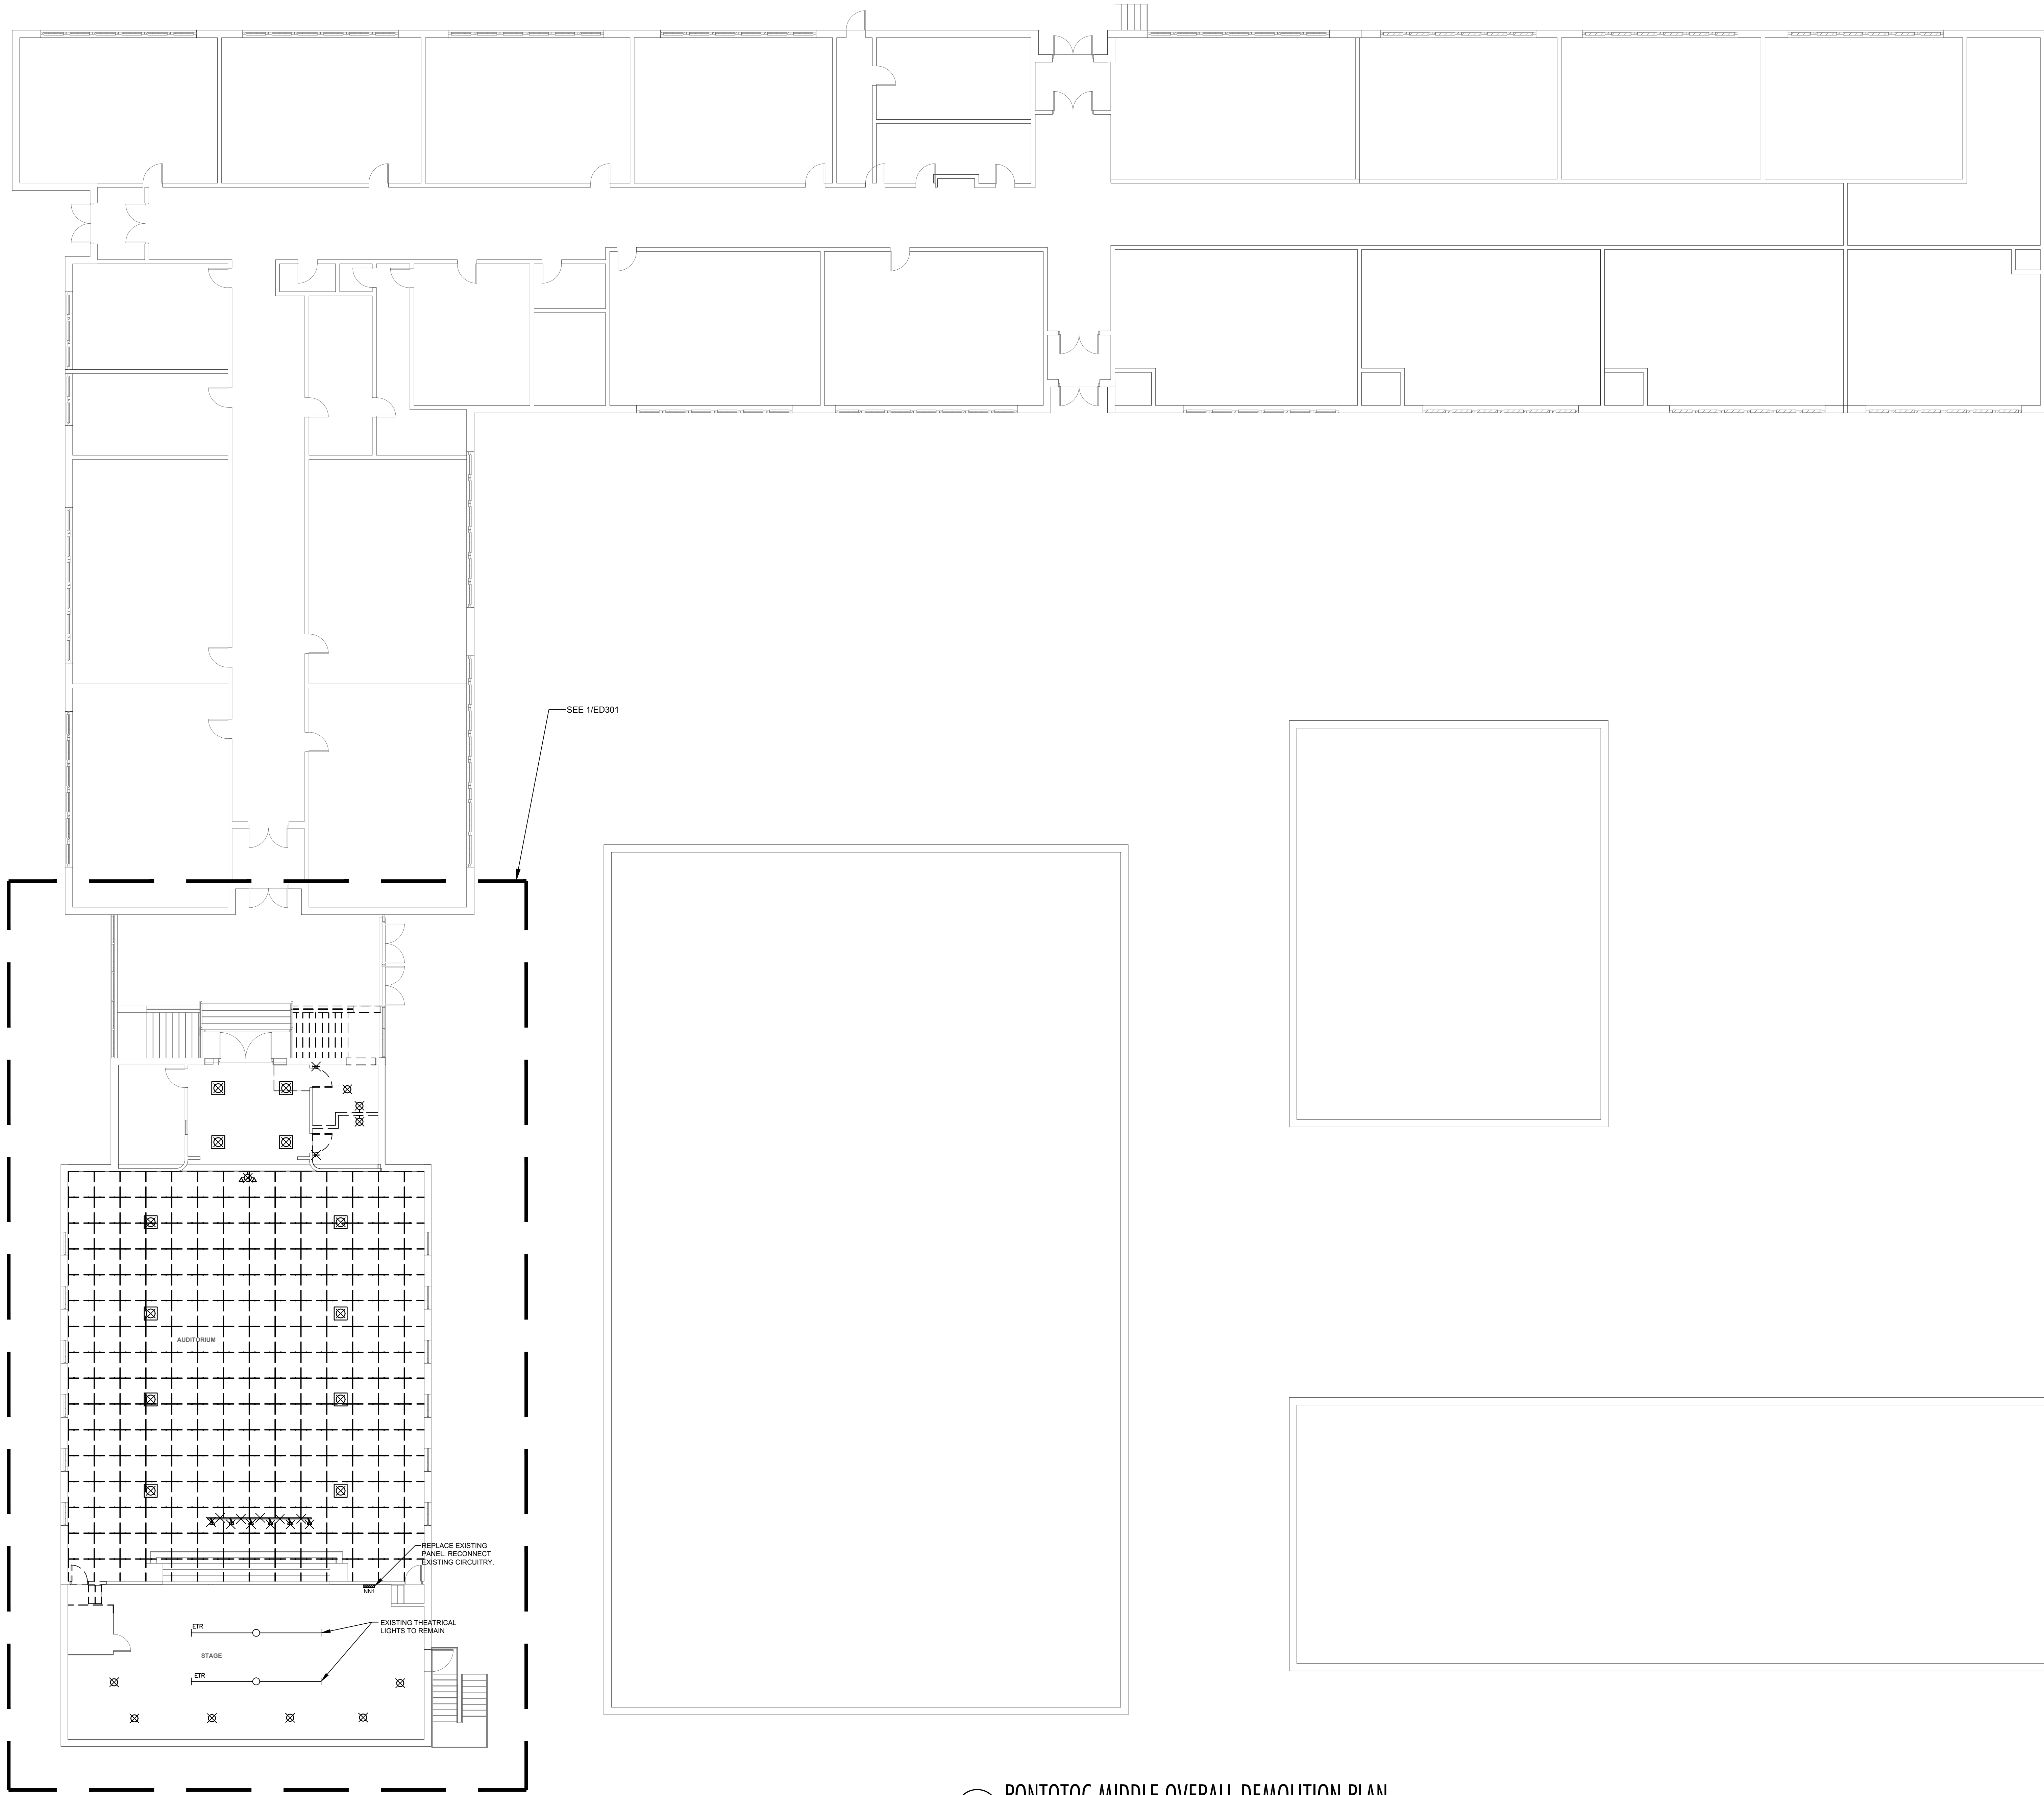 SEE 1/ED301
AUDITORIUM
REPLACE EXISTING
PANEL. RECONNECT
EXISTING CIRCUITRY.
NN1
EXISTING THEATRICAL
LIGHTS TO REMAIN
ETR
STAGE
ETR
PONTOTOC MIDDLE OVERALL DEMOLITION PLAN